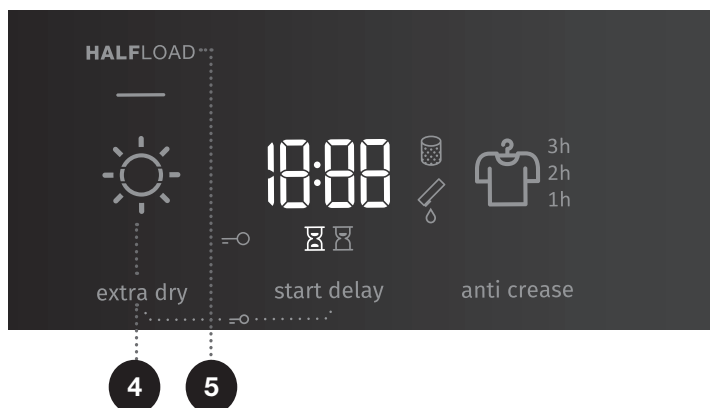 HALFLOAD
18:88
3h
2h
1h
extra dry
start delay
anti crease
4
5